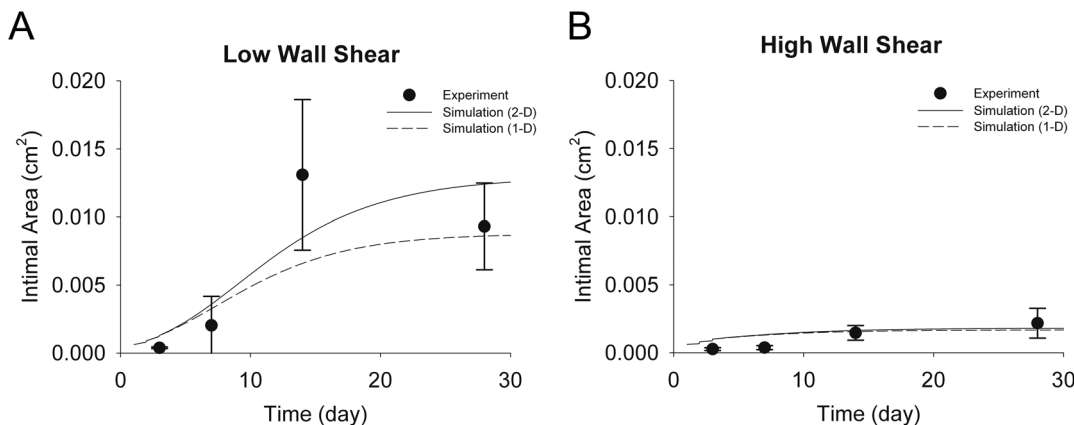 A
Low Wall Shear
Experiment
Simulation (2-D)
Simulation (1-D)
Intimal Area (cm²)
0.020
0.015
0.010
0.005
0.000
0 10 20 30
Time (day)
B
High Wall Shear
Experiment
Simulation (2-D)
Simulation (1-D)
Intimal Area (cm²)
0.020
0.015
0.010
0.005
0.000
0 10 20 30
Time (day)